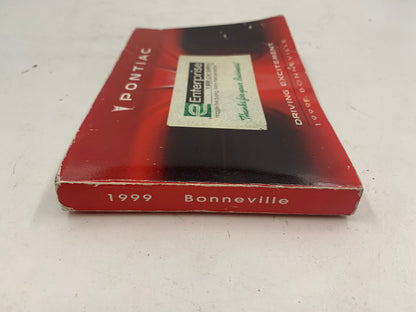 PONTIAC
Enterprise
Thanks for your business!
DRIVING EXCITEMENT
1999 BONNEVILLE
1999 Bonneville